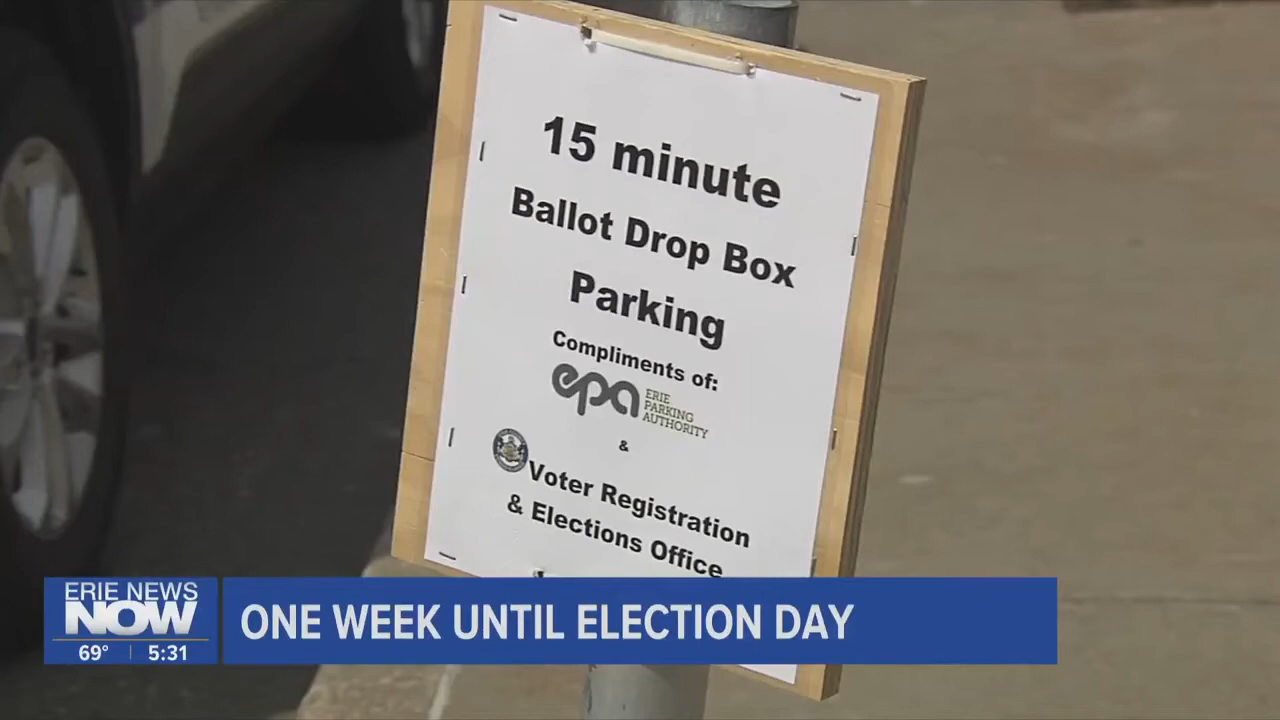 15 minute
Ballot Drop Box
Parking
Compliments of:
epa
ERIE
PARKING
AUTHORITY
&
Voter Registration
& Elections Office
ERIE NEWS
NOW
69° | 5:31
ONE WEEK UNTIL ELECTION DAY